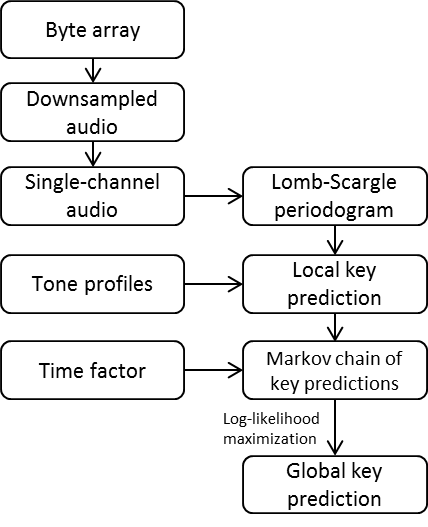 Byte array
Downsampled
audio
Single-channel
audio
Lomb-Scargle
periodogram
Tone profiles
Local key
prediction
Time factor
Markov chain of
key predictions
Log-likelihood
maximization
Global key
prediction